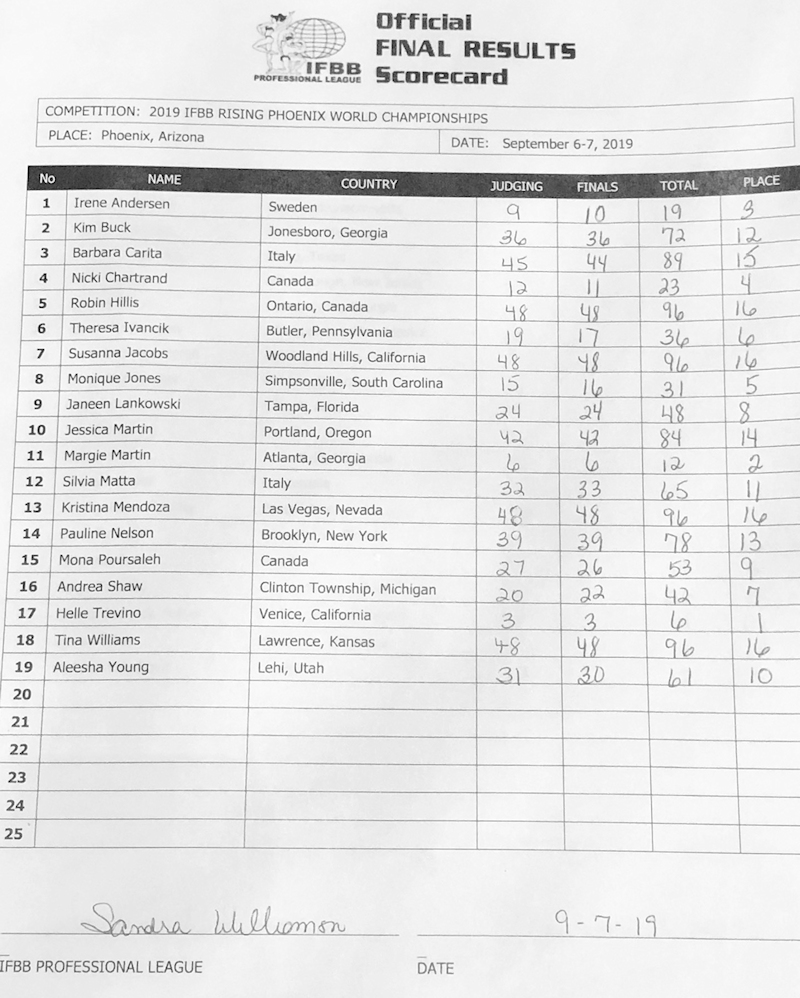 Official
FINAL RESULTS
Scorecard
IFBB
PROFESSIONAL LEAGUE
COMPETITION: 2019 IFBB RISING PHOENIX WORLD CHAMPIONSHIPS
PLACE: Phoenix, Arizona DATE: September 6-7, 2019
No NAME COUNTRY JUDGING FINALS TOTAL PLACE
1 Irene Andersen Sweden 9 10 19 3
2 Kim Buck Jonesboro, Georgia 36 36 72 12
3 Barbara Carita Italy 45 44 89 15
4 Nicki Chartrand Canada 12 11 23 4
5 Robin Hillis Ontario, Canada 48 48 96 16
6 Theresa Ivancik Butler, Pennsylvania 19 17 36 6
7 Susanna Jacobs Woodland Hills, California 48 48 96 16
8 Monique Jones Simpsonville, South Carolina 15 16 31 5
9 Janeen Lankowski Tampa, Florida 24 24 48 8
10 Jessica Martin Portland, Oregon 42 42 84 14
11 Margie Martin Atlanta, Georgia 6 6 12 2
12 Silvia Matta Italy 32 33 65 11
13 Kristina Mendoza Las Vegas, Nevada 48 48 96 16
14 Pauline Nelson Brooklyn, New York 39 39 78 13
15 Mona Poursaleh Canada 27 26 53 9
16 Andrea Shaw Clinton Township, Michigan 20 22 42 7
17 Helle Trevino Venice, California 3 3 6 1
18 Tina Williams Lawrence, Kansas 48 48 96 16
19 Aleesha Young Lehi, Utah 31 30 61 10
20
21
22
23
24
25
Sandra Williamson 9-7-19
IFBB PROFESSIONAL LEAGUE DATE